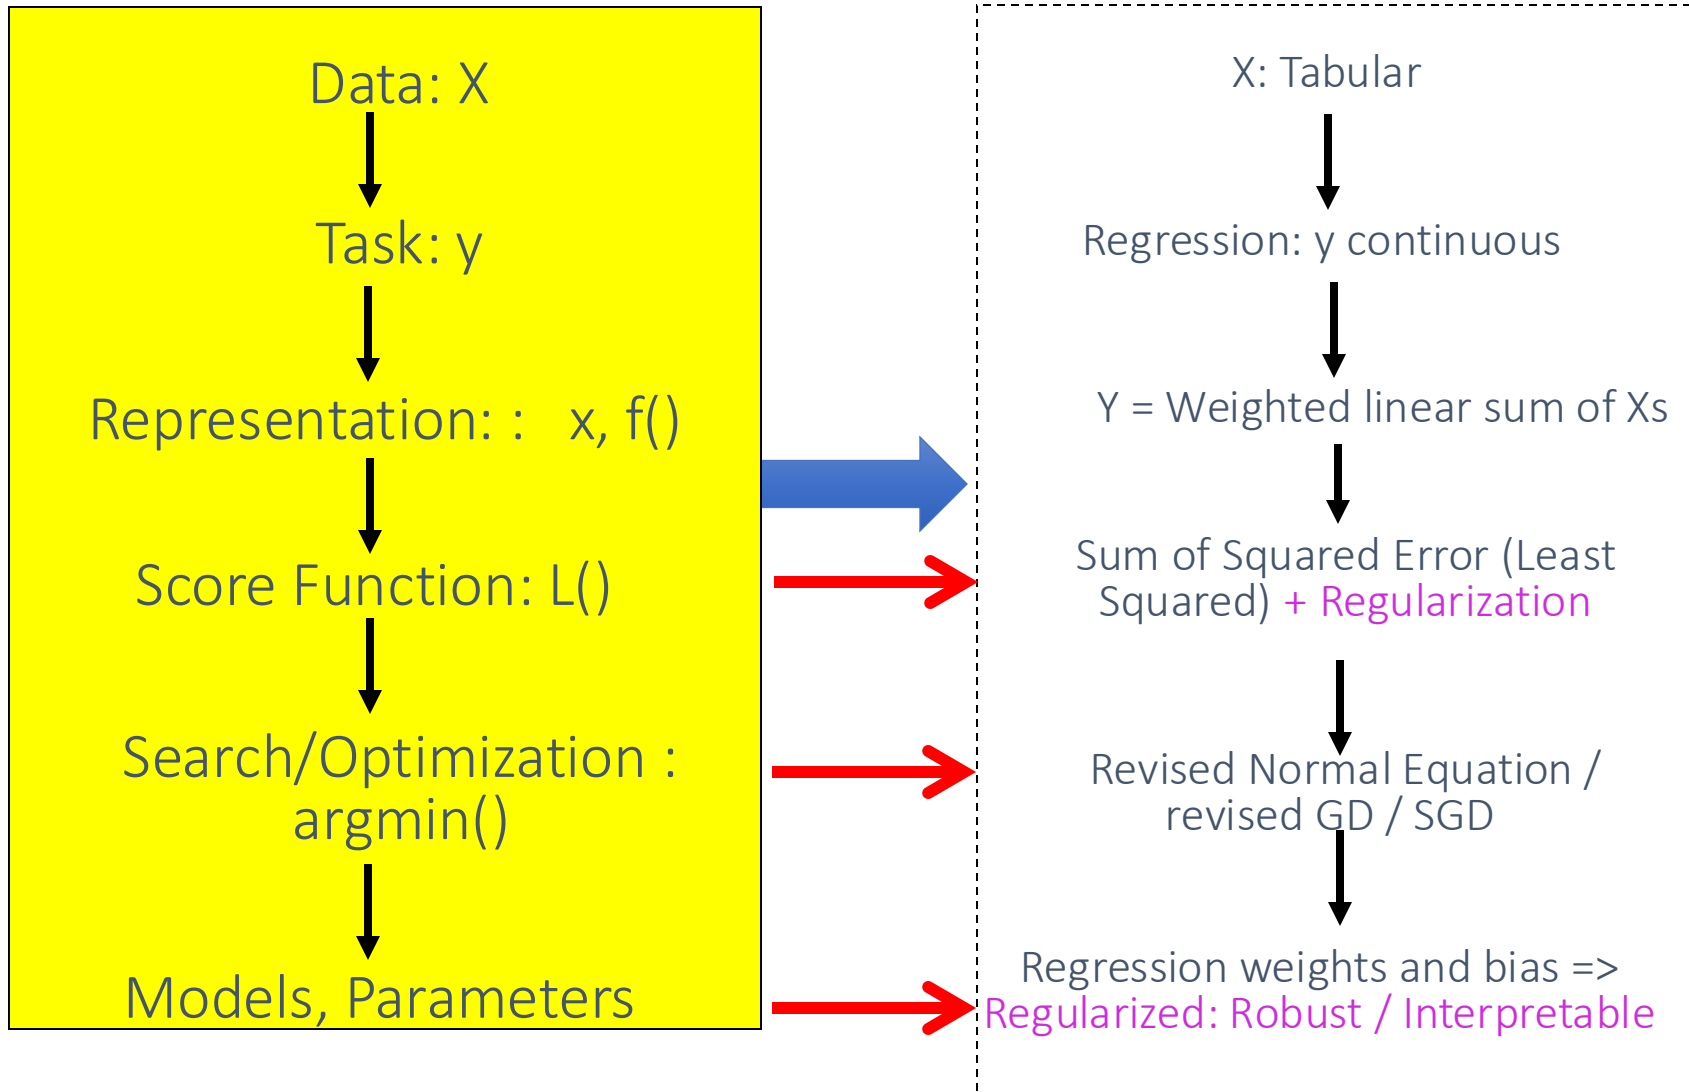 Data: X
Task: y
Representation: : x, f()
Score Function: L()
Search/Optimization :
argmin()
Models, Parameters
X: Tabular
Regression: y continuous
Y = Weighted linear sum of Xs
Sum of Squared Error (Least
Squared) + Regularization
Revised Normal Equation /
revised GD / SGD
Regression weights and bias =>
Regularized: Robust / Interpretable